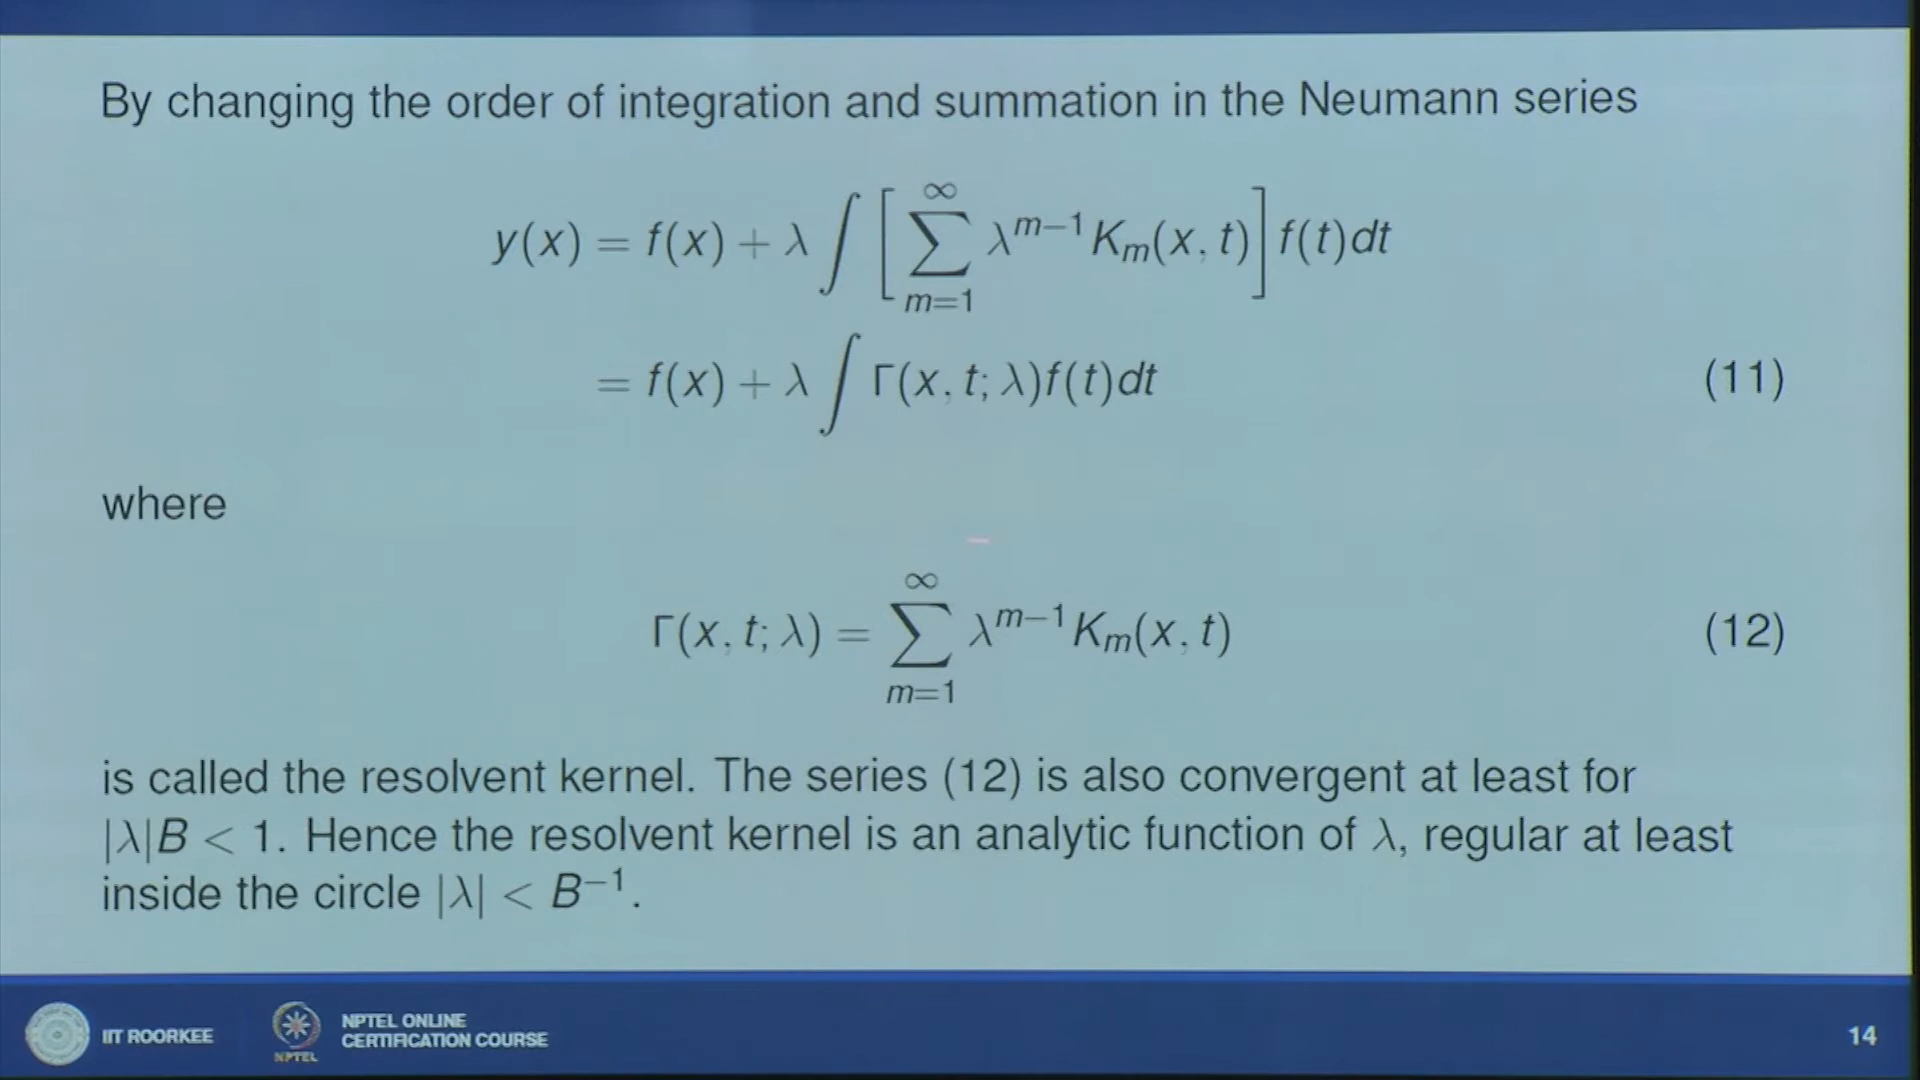 By changing the order of integration and summation in the Neumann series
y(x) = f(x) + λ ∫ [ ∑_{m=1}^{∞} λ^{m−1} K_m(x, t) ] f(t)dt
= f(x) + λ ∫ Γ(x, t; λ)f(t)dt (11)
where
Γ(x, t; λ) = ∑_{m=1}^{∞} λ^{m−1} K_m(x, t) (12)
is called the resolvent kernel. The series (12) is also convergent at least for
|λ|B < 1. Hence the resolvent kernel is an analytic function of λ, regular at least
inside the circle |λ| < B^{−1}.
IIT ROORKEE
NPTEL
NPTEL ONLINE
CERTIFICATION COURSE
14